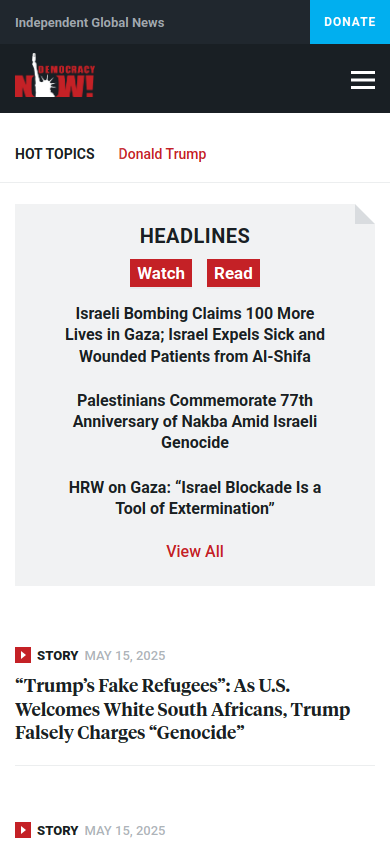 Independent Global News
DONATE
DEMOCRACY
NOW!
HOT TOPICS
Donald Trump
HEADLINES
Watch
Read
Israeli Bombing Claims 100 More
Lives in Gaza; Israel Expels Sick and
Wounded Patients from Al-Shifa
Palestinians Commemorate 77th
Anniversary of Nakba Amid Israeli
Genocide
HRW on Gaza: “Israel Blockade Is a
Tool of Extermination”
View All
STORY MAY 15, 2025
“Trump’s Fake Refugees”: As U.S.
Welcomes White South Africans, Trump
Falsely Charges “Genocide”
STORY MAY 15, 2025